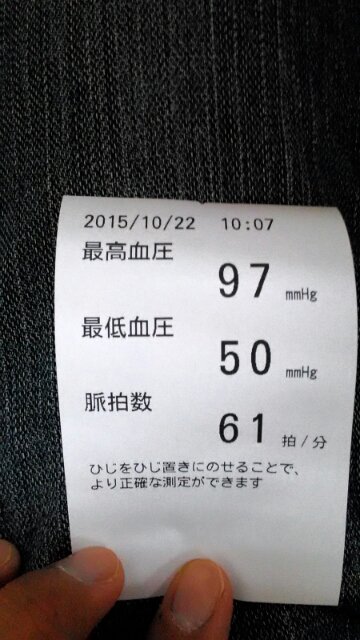 2015/10/22 10:07
最高血圧
97 mmHg
最低血圧
50 mmHg
脈拍数
61 拍/分
ひじをひじ置きにのせることで、
より正確な測定ができます